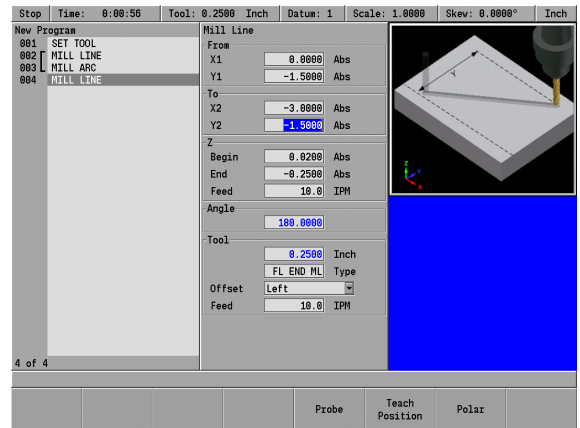 Stop Time: 0:00:56 Tool: 0.2500 Inch Datum: 1 Scale: 1.0000 Skew: 0.0000° Inch
New Program
001 SET TOOL
002 MILL LINE
003 MILL ARC
004 MILL LINE
4 of 4
Mill Line
From
X1 0.0000 Abs
Y1 -1.5000 Abs
To
X2 -3.0000 Abs
Y2 -1.5000 Abs
Z
Begin 0.0200 Abs
End -0.2500 Abs
Feed 10.0 IPM
Angle
180.0000
Tool
0.2500 Inch
FL END ML Type
Offset Left
Feed 10.0 IPM
Z
Y
X
Probe
Teach
Position
Polar